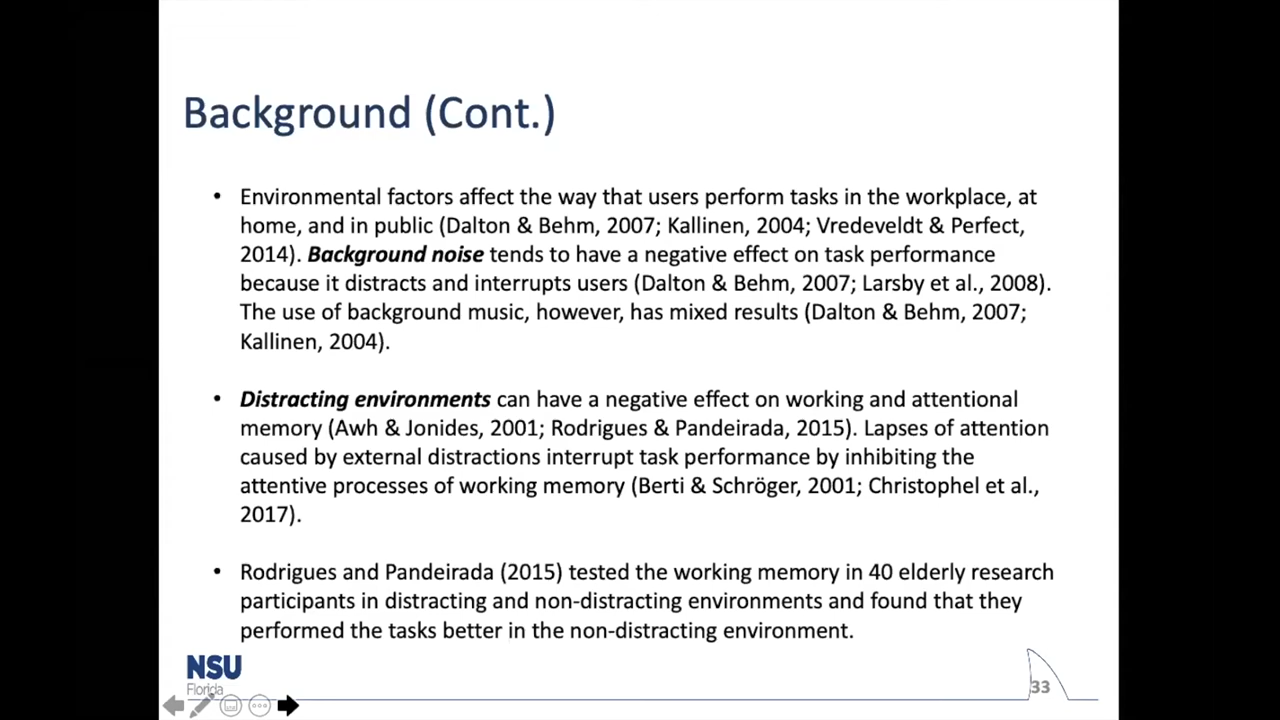 Background (Cont.)
• Environmental factors affect the way that users perform tasks in the workplace, at
home, and in public (Dalton & Behm, 2007; Kallinen, 2004; Vredeveldt & Perfect,
2014). Background noise tends to have a negative effect on task performance
because it distracts and interrupts users (Dalton & Behm, 2007; Larsby et al., 2008).
The use of background music, however, has mixed results (Dalton & Behm, 2007;
Kallinen, 2004).
• Distracting environments can have a negative effect on working and attentional
memory (Awh & Jonides, 2001; Rodrigues & Pandeirada, 2015). Lapses of attention
caused by external distractions interrupt task performance by inhibiting the
attentive processes of working memory (Berti & Schröger, 2001; Christophel et al.,
2017).
• Rodrigues and Pandeirada (2015) tested the working memory in 40 elderly research
participants in distracting and non-distracting environments and found that they
performed the tasks better in the non-distracting environment.
NSU
Florida
33